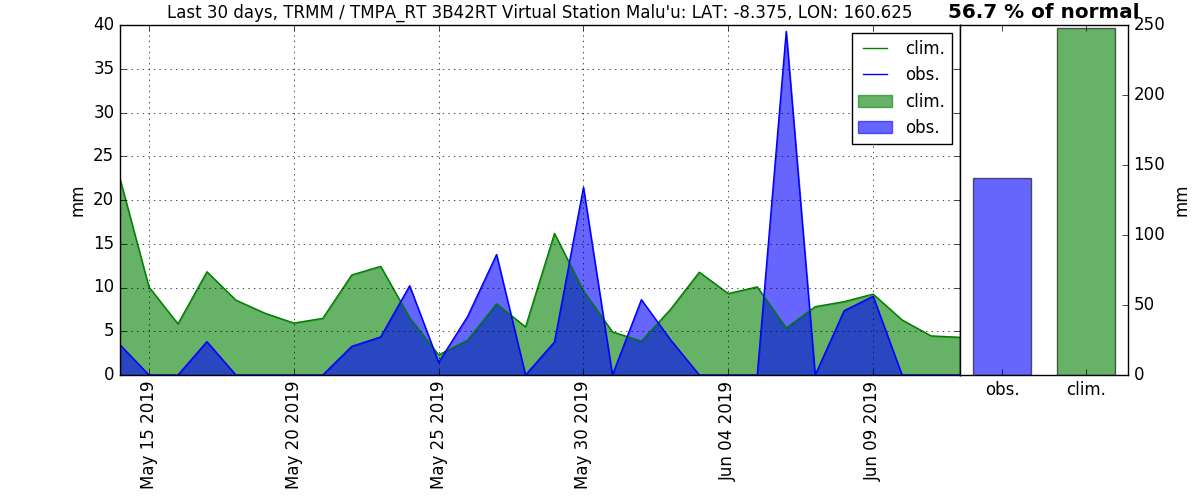 Last 30 days, TRMM / TMPA_RT 3B42RT Virtual Station Malu'u: LAT: -8.375, LON: 160.625
56.7 % of normal
40
35
30
25
20
15
10
5
0
mm
clim.
obs.
clim.
obs.
May 15 2019
May 20 2019
May 25 2019
May 30 2019
Jun 04 2019
Jun 09 2019
250
200
150
100
50
0
mm
obs.
clim.